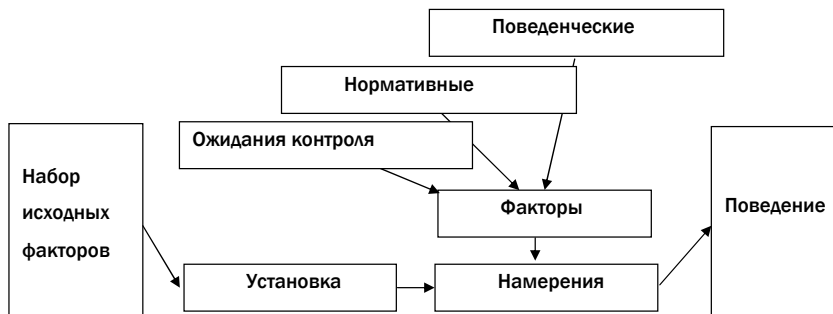 Поведенческие
Нормативные
Ожидания контроля
Набор
исходных
факторов
Факторы
Поведение
Установка
Намерения